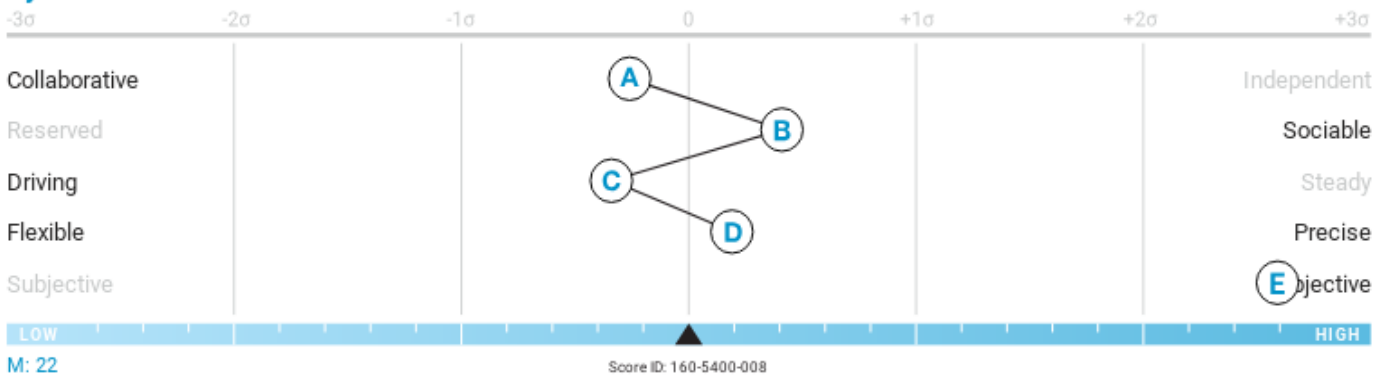 -3σ -2σ -1σ 0 +1σ +2σ +3σ
Collaborative A Independent
Reserved B Sociable
Driving C Steady
Flexible D Precise
Subjective E bjective
LOW HIGH
M: 22 Score ID: 160-5400-008